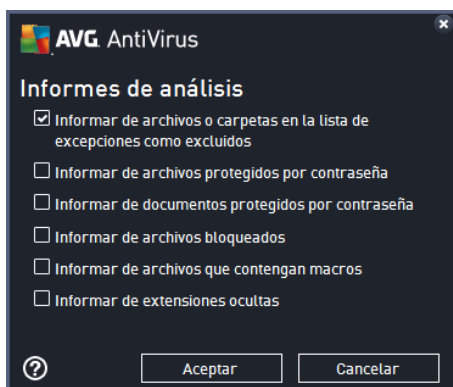 AVG AntiVirus
Informes de análisis
Informar de archivos o carpetas en la lista de
excepciones como excluidos
Informar de archivos protegidos por contraseña
Informar de documentos protegidos por contraseña
Informar de archivos bloqueados
Informar de archivos que contengan macros
Informar de extensiones ocultas
?
Aceptar
Cancelar